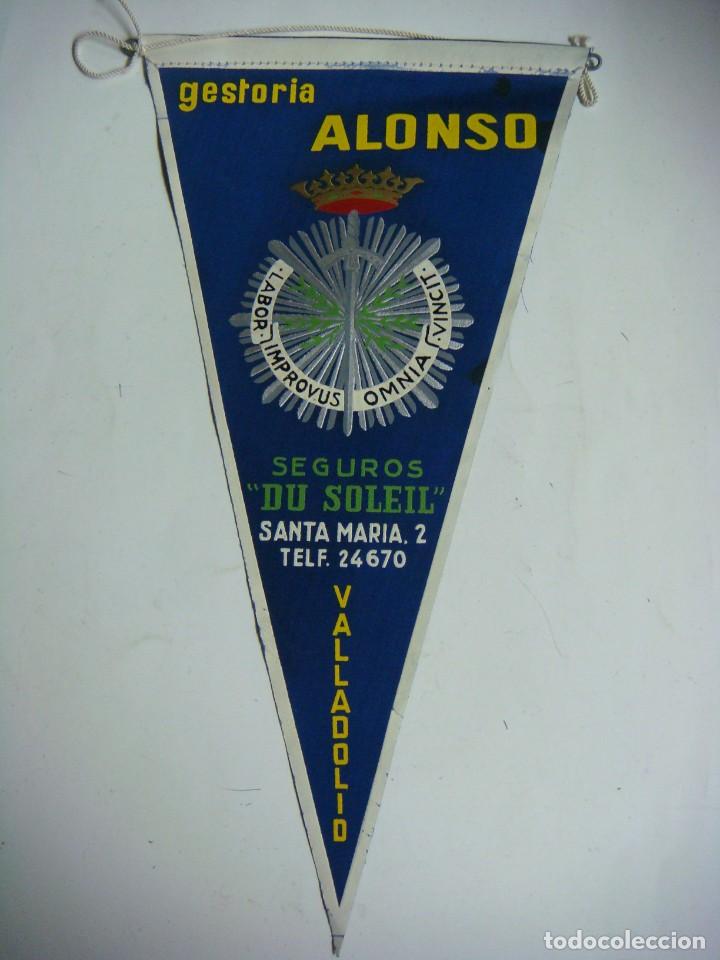 gestoria
ALONSO
·LABOR· IMPROVUS OMNIA ·VINCIT·
SEGUROS
"DU SOLEIL"
SANTA MARIA, 2
TELF. 24670
VALLADOLID
todocoleccion